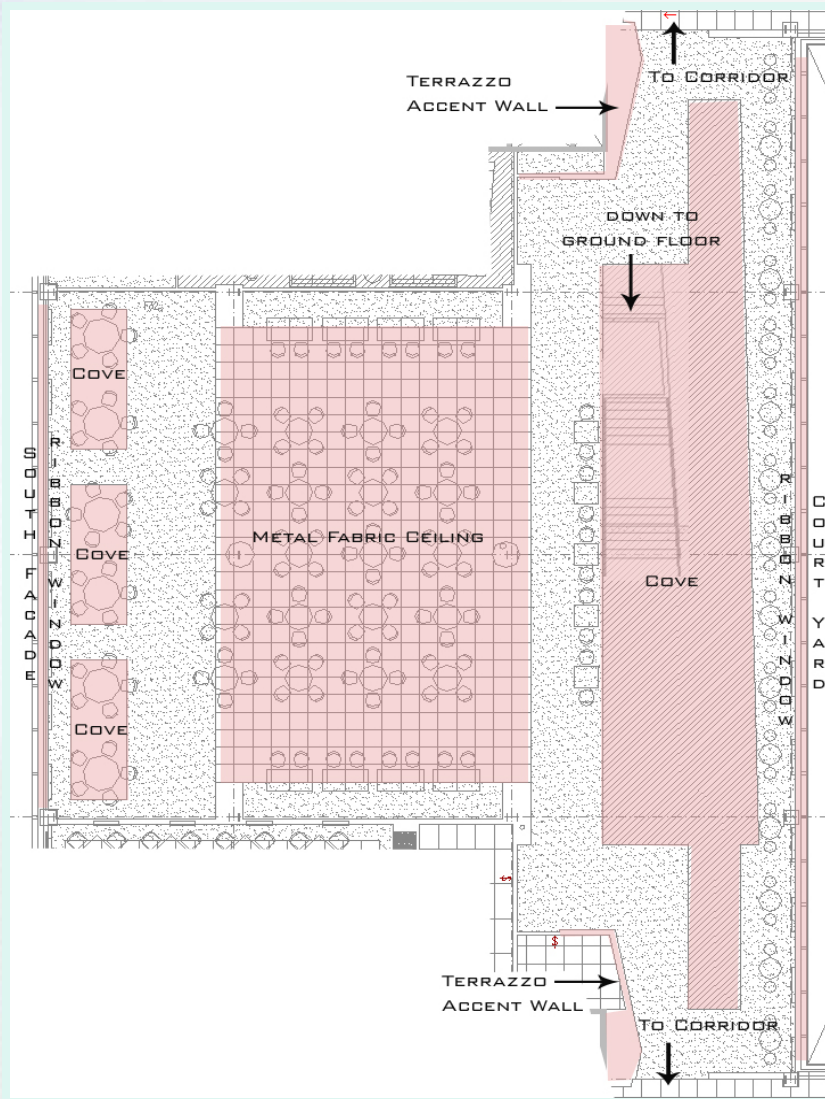 To Corridor
Terrazzo
Accent Wall
down to
ground floor
Cove
South Facade
Ribbon Window
Cove
Metal Fabric Ceiling
Cove
Ribbon Window
Court Yard
Cove
$
$
Terrazzo
Accent Wall
To Corridor